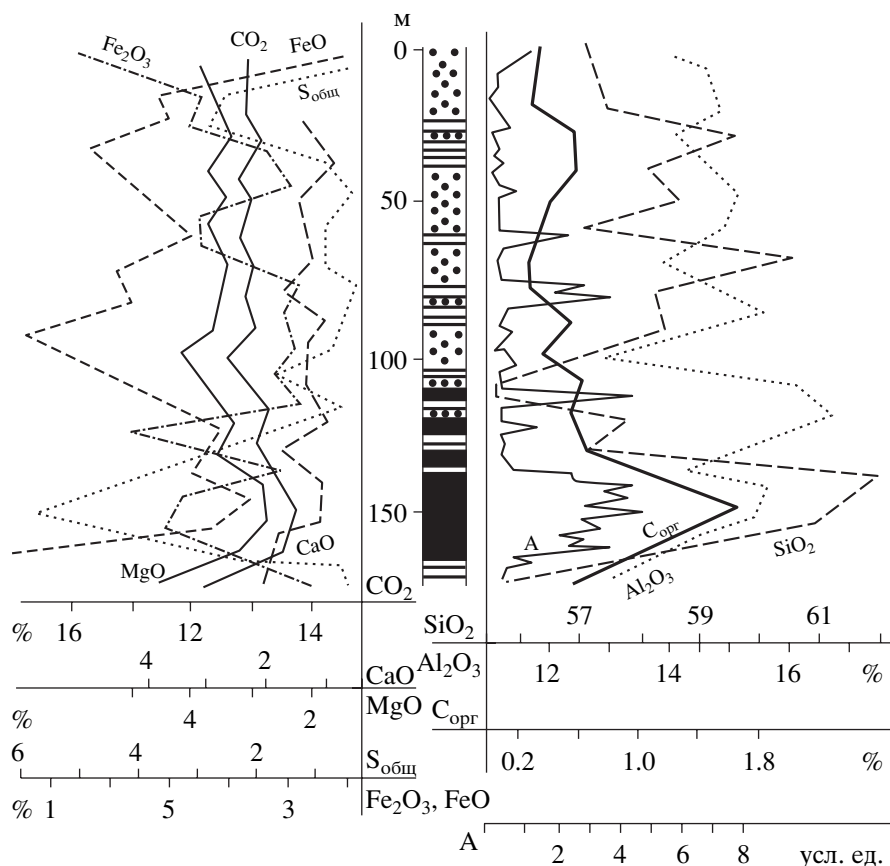 м
Fe₂O₃ CO₂ FeO
Sобщ
0
50
100
150
MgO CaO
A Cорг
Al₂O₃ SiO₂
CO₂
% 16 12 14
4 2 CaO
% 4 2 MgO
6 4 2 Sобщ
% 1 5 3 Fe₂O₃, FeO
SiO₂ 57 59 61
Al₂O₃ 12 14 16 %
Cорг
0.2 1.0 1.8 %
A 2 4 6 8 усл. ед.